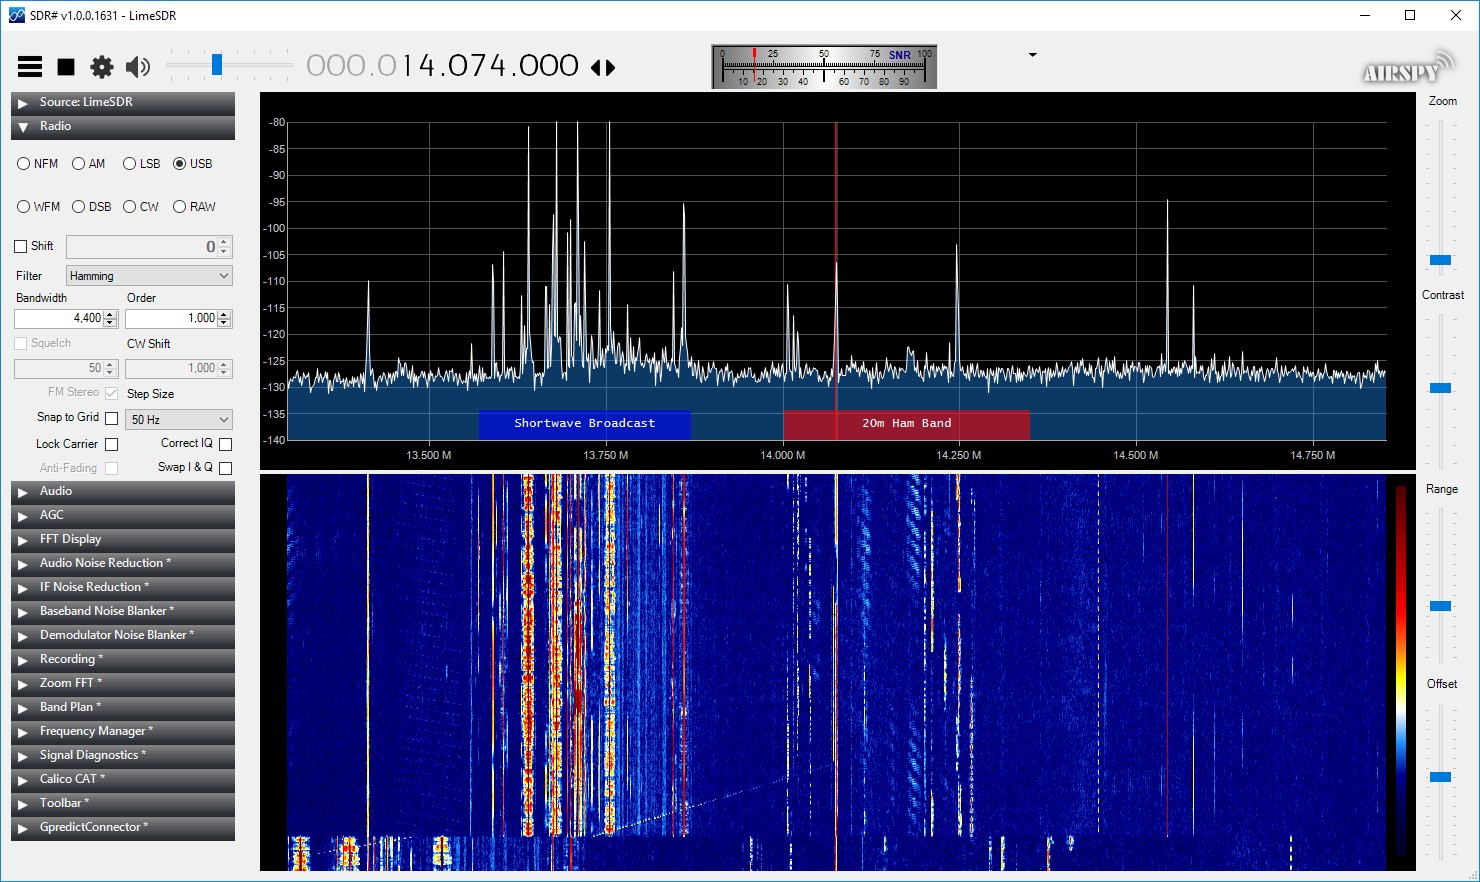 SDR# v1.0.0.1631 - LimeSDR
000.014.074.000
0 25 50 75 SNR 100
10 20 30 40 60 70 80 90
AIRSPY
Source: LimeSDR
Radio
NFM AM LSB USB
WFM DSB CW RAW
Shift 0
Filter Hamming
Bandwidth Order
4,400 1,000
Squelch CW Shift
50 1,000
FM Stereo Step Size
Snap to Grid 50 Hz
Lock Carrier Correct IQ
Anti-Fading Swap I & Q
Audio
AGC
FFT Display
Audio Noise Reduction *
IF Noise Reduction *
Baseband Noise Blanker *
Demodulator Noise Blanker *
Recording *
Zoom FFT *
Band Plan *
Frequency Manager *
Signal Diagnostics *
Calico CAT *
Toolbar *
GpredictConnector *
-80
-85
-90
-95
-100
-105
-110
-115
-120
-125
-130
-135
-140
Shortwave Broadcast
20m Ham Band
13.500 M 13.750 M 14.000 M 14.250 M 14.500 M 14.750 M
Zoom
Contrast
Range
Offset